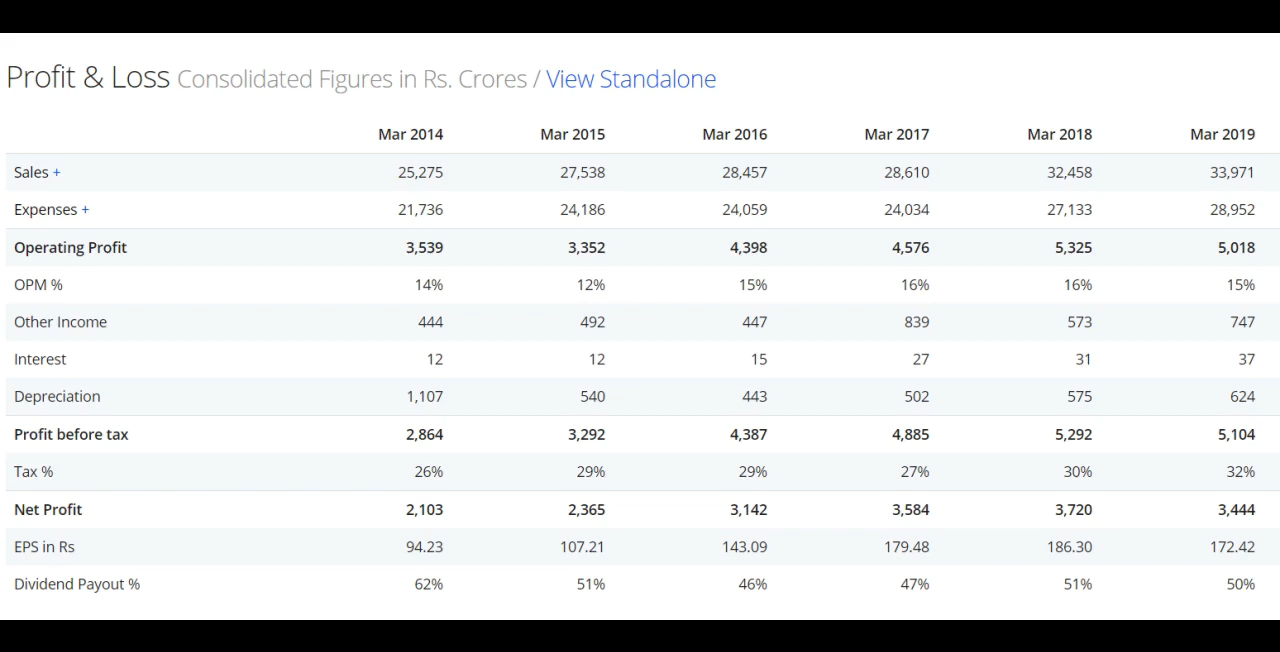 Profit & Loss Consolidated Figures in Rs. Crores / View Standalone
Mar 2014 Mar 2015 Mar 2016 Mar 2017 Mar 2018 Mar 2019
Sales + 25,275 27,538 28,457 28,610 32,458 33,971
Expenses + 21,736 24,186 24,059 24,034 27,133 28,952
Operating Profit 3,539 3,352 4,398 4,576 5,325 5,018
OPM % 14% 12% 15% 16% 16% 15%
Other Income 444 492 447 839 573 747
Interest 12 12 15 27 31 37
Depreciation 1,107 540 443 502 575 624
Profit before tax 2,864 3,292 4,387 4,885 5,292 5,104
Tax % 26% 29% 29% 27% 30% 32%
Net Profit 2,103 2,365 3,142 3,584 3,720 3,444
EPS in Rs 94.23 107.21 143.09 179.48 186.30 172.42
Dividend Payout % 62% 51% 46% 47% 51% 50%